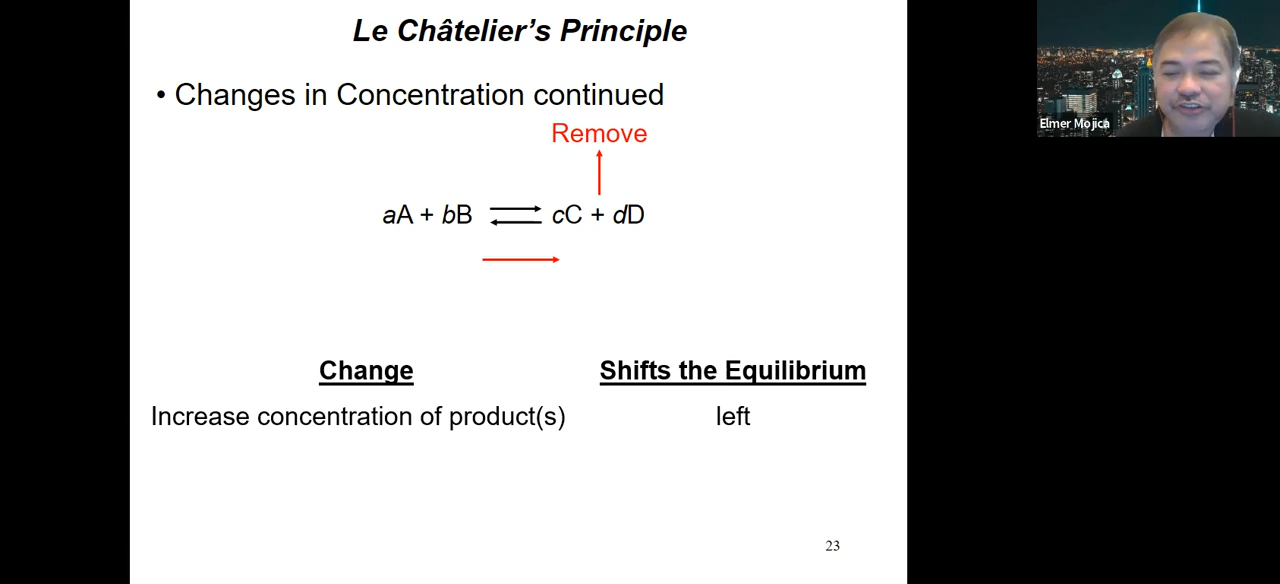 Le Châtelier’s Principle
• Changes in Concentration continued
Remove
aA + bB ⇌ cC + dD
Change Shifts the Equilibrium
Increase concentration of product(s) left
23
Elmer Mojica